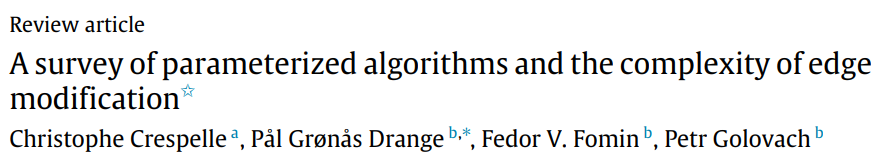 Review article
A survey of parameterized algorithms and the complexity of edge
modification☆
Christophe Crespelle a, Pål Grønås Drange b,*, Fedor V. Fomin b, Petr Golovach b